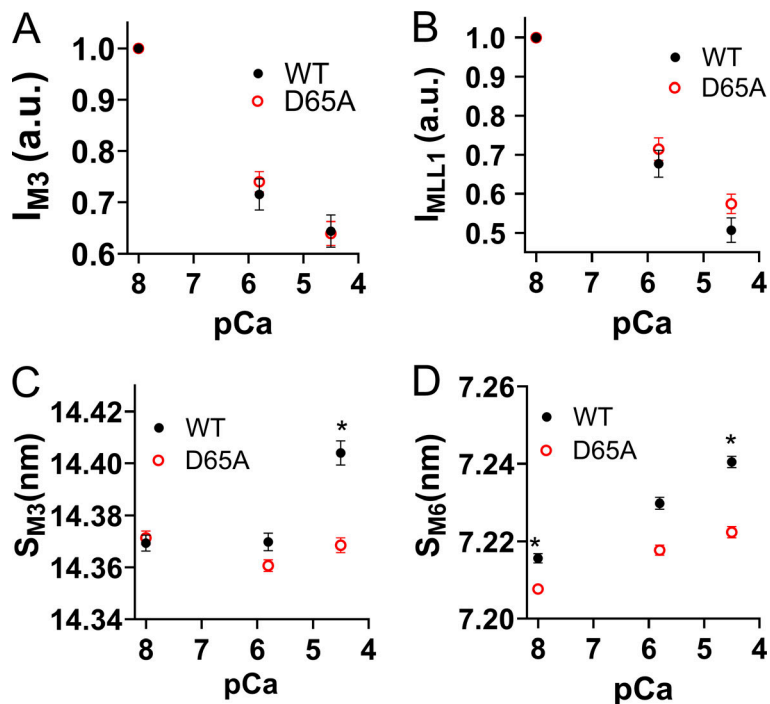 A
I_M3 (a.u.)
1.0
0.9
0.8
0.7
0.6
WT
D65A
8 7 6 5 4
pCa
B
I_MLL1 (a.u.)
1.0
0.9
0.8
0.7
0.6
0.5
WT
D65A
8 7 6 5 4
pCa
C
S_M3(nm)
14.42
14.40
14.38
14.36
14.34
WT
D65A
*
8 7 6 5 4
pCa
D
S_M6(nm)
7.26
7.24
7.22
7.20
WT
D65A
*
*
8 7 6 5 4
pCa